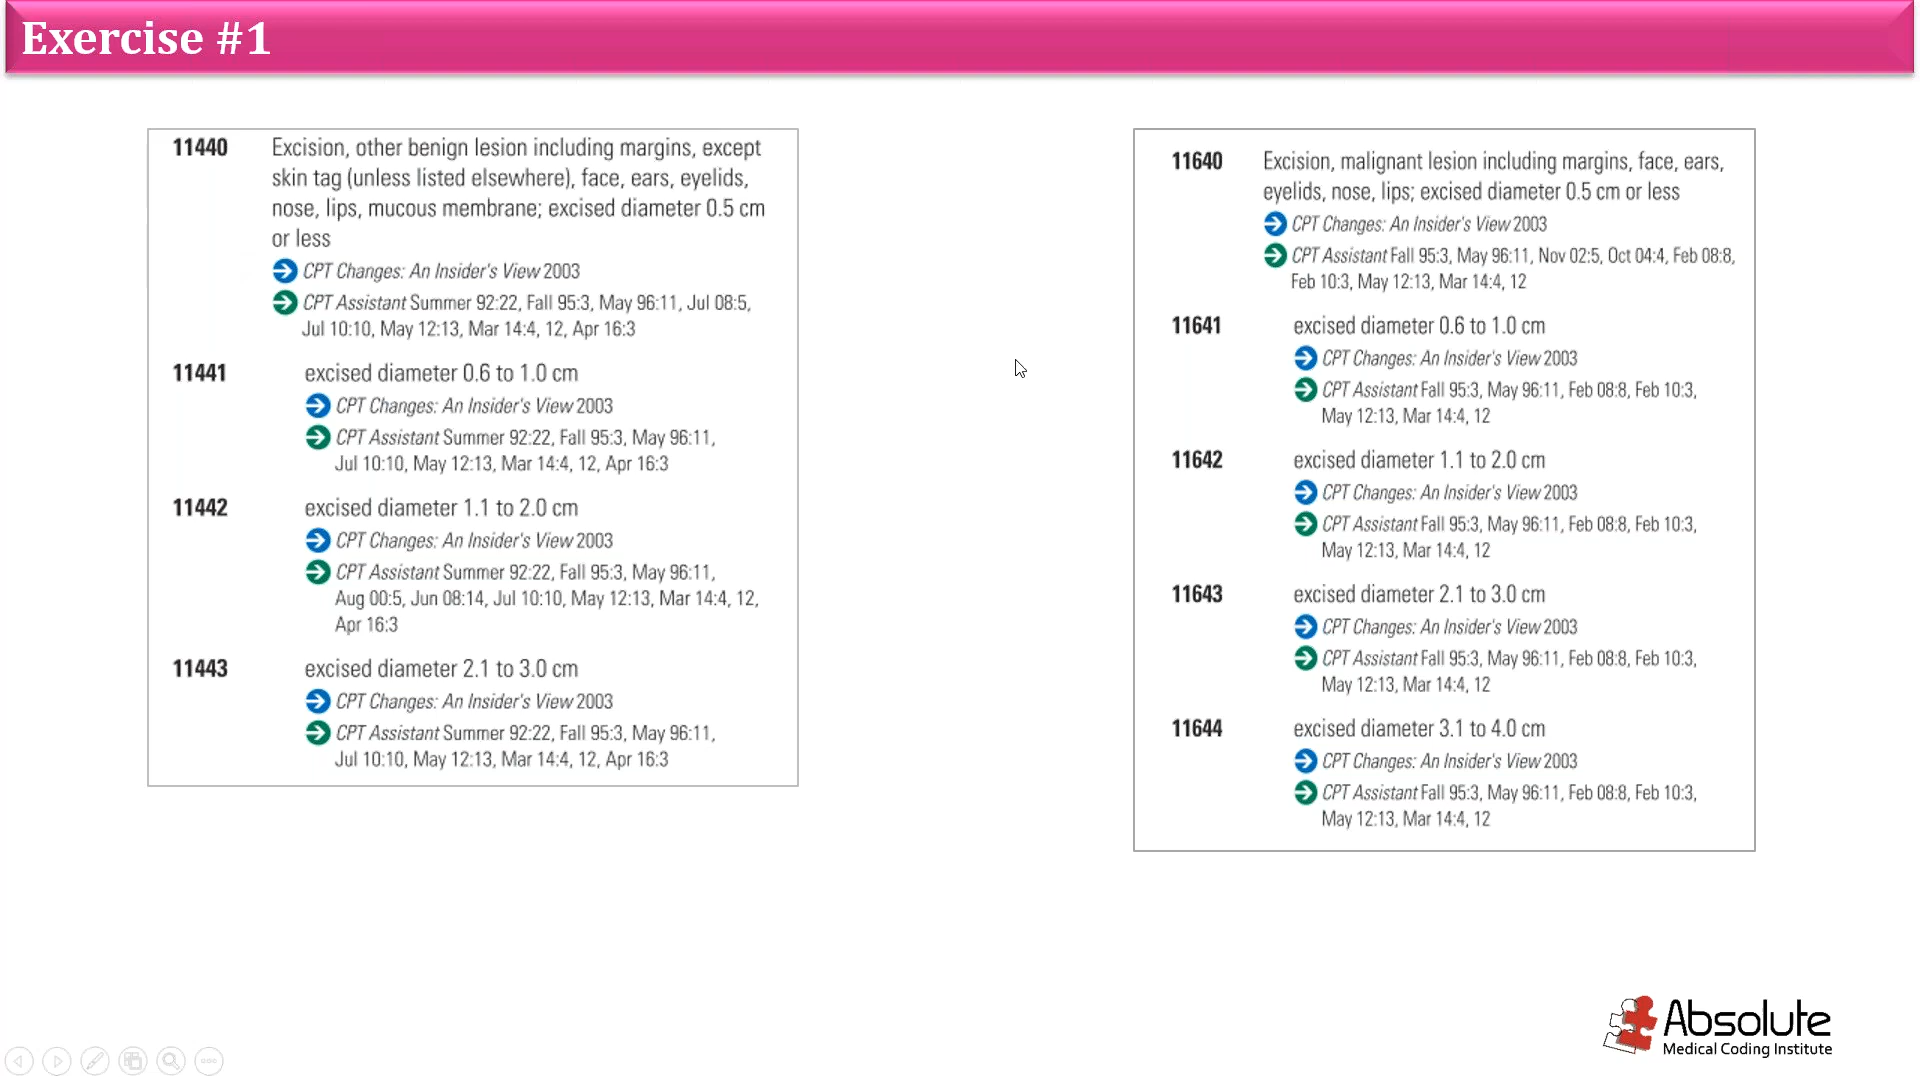 Exercise #1
11440 Excision, other benign lesion including margins, except
skin tag (unless listed elsewhere), face, ears, eyelids,
nose, lips, mucous membrane; excised diameter 0.5 cm
or less
CPT Changes: An Insider's View 2003
CPT Assistant Summer 92:22, Fall 95:3, May 96:11, Jul 08:5,
Jul 10:10, May 12:13, Mar 14:4, 12, Apr 16:3
11441 excised diameter 0.6 to 1.0 cm
CPT Changes: An Insider's View 2003
CPT Assistant Summer 92:22, Fall 95:3, May 96:11,
Jul 10:10, May 12:13, Mar 14:4, 12, Apr 16:3
11442 excised diameter 1.1 to 2.0 cm
CPT Changes: An Insider's View 2003
CPT Assistant Summer 92:22, Fall 95:3, May 96:11,
Aug 00:5, Jun 08:14, Jul 10:10, May 12:13, Mar 14:4, 12,
Apr 16:3
11443 excised diameter 2.1 to 3.0 cm
CPT Changes: An Insider's View 2003
CPT Assistant Summer 92:22, Fall 95:3, May 96:11,
Jul 10:10, May 12:13, Mar 14:4, 12, Apr 16:3
11640 Excision, malignant lesion including margins, face, ears,
eyelids, nose, lips; excised diameter 0.5 cm or less
CPT Changes: An Insider's View 2003
CPT Assistant Fall 95:3, May 96:11, Nov 02:5, Oct 04:4, Feb 08:8,
Feb 10:3, May 12:13, Mar 14:4, 12
11641 excised diameter 0.6 to 1.0 cm
CPT Changes: An Insider's View 2003
CPT Assistant Fall 95:3, May 96:11, Feb 08:8, Feb 10:3,
May 12:13, Mar 14:4, 12
11642 excised diameter 1.1 to 2.0 cm
CPT Changes: An Insider's View 2003
CPT Assistant Fall 95:3, May 96:11, Feb 08:8, Feb 10:3,
May 12:13, Mar 14:4, 12
11643 excised diameter 2.1 to 3.0 cm
CPT Changes: An Insider's View 2003
CPT Assistant Fall 95:3, May 96:11, Feb 08:8, Feb 10:3,
May 12:13, Mar 14:4, 12
11644 excised diameter 3.1 to 4.0 cm
CPT Changes: An Insider's View 2003
CPT Assistant Fall 95:3, May 96:11, Feb 08:8, Feb 10:3,
May 12:13, Mar 14:4, 12
Absolute
Medical Coding Institute